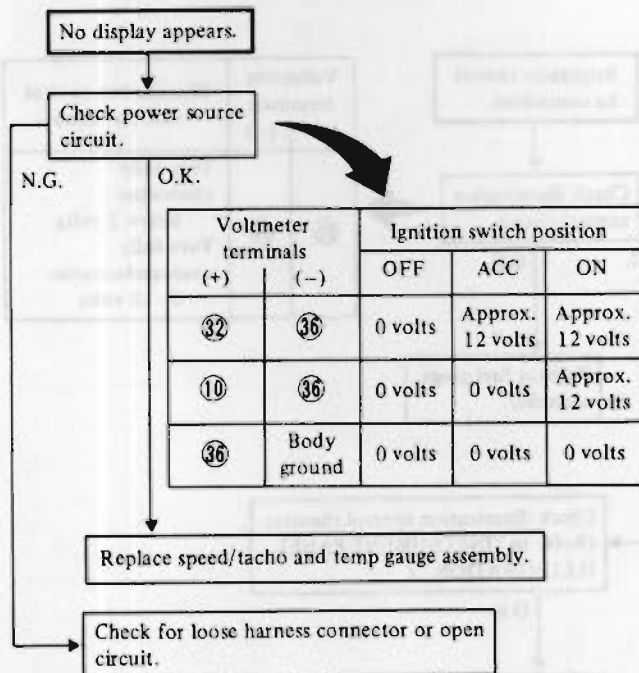 No display appears.
Check power source
circuit.
N.G.
O.K.
Voltmeter
terminals
Ignition switch position
(+) (−) OFF ACC ON
32 36 0 volts Approx. 12 volts Approx. 12 volts
10 36 0 volts 0 volts Approx. 12 volts
36 Body ground 0 volts 0 volts 0 volts
Replace speed/tacho and temp gauge assembly.
Check for loose harness connector or open
circuit.